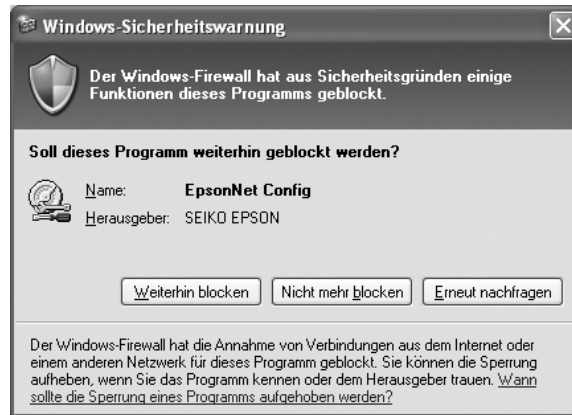 Windows-Sicherheitswarnung
Der Windows-Firewall hat aus Sicherheitsgründen einige
Funktionen dieses Programms geblockt.
Soll dieses Programm weiterhin geblockt werden?
Name: EpsonNet Config
Herausgeber: SEIKO EPSON
Weiterhin blocken Nicht mehr blocken Erneut nachfragen
Der Windows-Firewall hat die Annahme von Verbindungen aus dem Internet oder
einem anderen Netzwerk für dieses Programm geblockt. Sie können die Sperrung
aufheben, wenn Sie das Programm kennen oder dem Herausgeber trauen. Wann
sollte die Sperrung eines Programms aufgehoben werden?